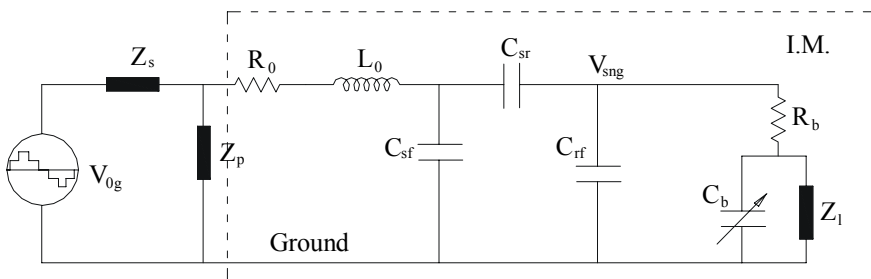 Z_s
R_0
L_0
C_sr
V_sng
I.M.
R_b
V_0g
Z_p
C_sf
C_rf
C_b
Z_l
Ground